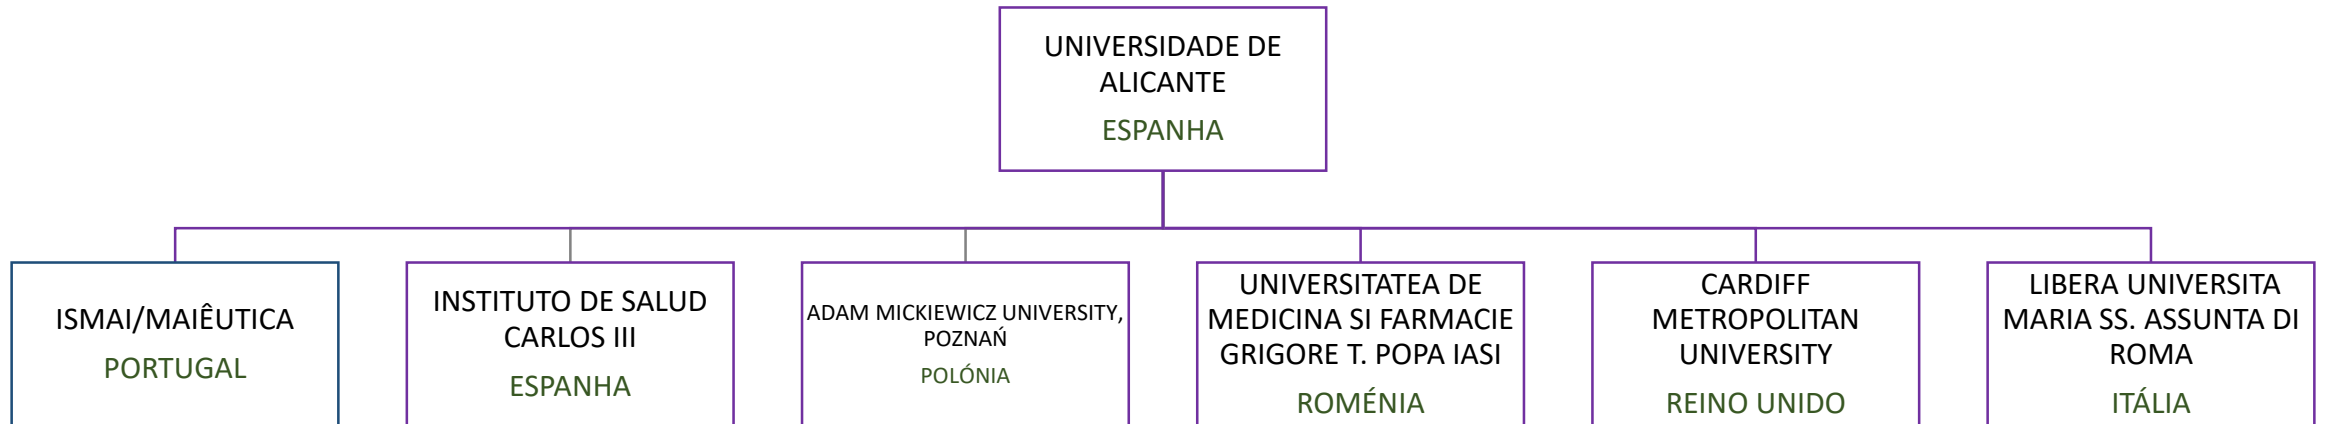 UNIVERSIDADE DE
ALICANTE
ESPANHA
ISMAI/MAIÊUTICA
PORTUGAL
INSTITUTO DE SALUD
CARLOS III
ESPANHA
ADAM MICKIEWICZ UNIVERSITY,
POZNAŃ
POLÓNIA
UNIVERSITATEA DE
MEDICINA SI FARMACIE
GRIGORE T. POPA IASI
ROMÉNIA
CARDIFF
METROPOLITAN
UNIVERSITY
REINO UNIDO
LIBERA UNIVERSITA
MARIA SS. ASSUNTA DI
ROMA
ITÁLIA